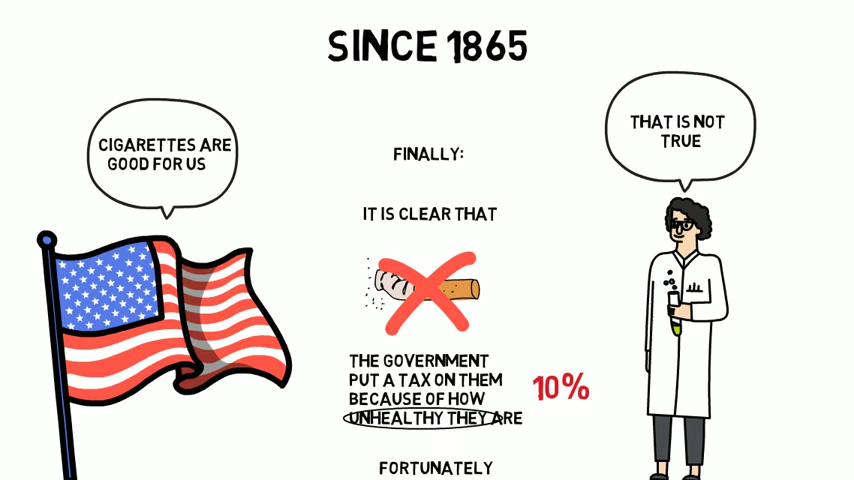 SINCE 1865
CIGARETTES ARE
GOOD FOR US
THAT IS NOT
TRUE
FINALLY:
IT IS CLEAR THAT
THE GOVERNMENT
PUT A TAX ON THEM
BECAUSE OF HOW
UNHEALTHY THEY ARE
10%
FORTUNATELY